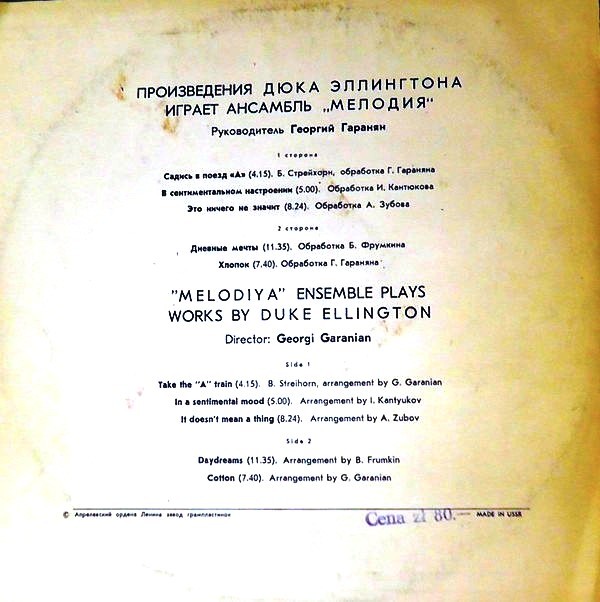 ПРОИЗВЕДЕНИЯ ДЮКА ЭЛЛИНГТОНА
ИГРАЕТ АНСАМБЛЬ „МЕЛОДИЯ"
Руководитель Георгий Гаранян
1 сторона
Садись в поезд «А» (4.15). Б. Стрейхорн, обработка Г. Гараняна
В сентиментальном настроении (5.00). Обработка И. Кантюкова
Это ничего не значит (8.24). Обработка А. Зубова
2 сторона
Дневные мечты (11.35). Обработка Б. Фрумкина
Хлопок (7.40). Обработка Г. Гараняна
"MELODIYA" ENSEMBLE PLAYS
WORKS BY DUKE ELLINGTON
Director: Georgi Garanian
Side 1
Take the "A" train (4.15). B. Streihorn, arrangement by G. Garanian
In a sentimental mood (5.00). Arrangement by I. Kantyukov
It doesn't mean a thing (8.24). Arrangement by A. Zubov
Side 2
Daydreams (11.35). Arrangement by B. Frumkin
Cotton (7.40). Arrangement by G. Garanian
© Апрелевский ордена Ленина завод грампластинок Cena zł 80.— MADE IN USSR